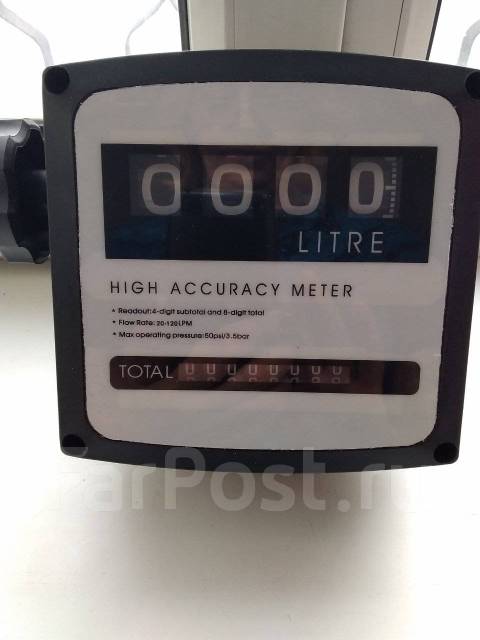 0000
LITRE
HIGH ACCURACY METER
• Readout:4-digit subtotal and 8-digit total
• Flow Rate: 20-120LPM
• Max operating pressure:50psi/3.5bar
TOTAL 00000000
FarPost.ru